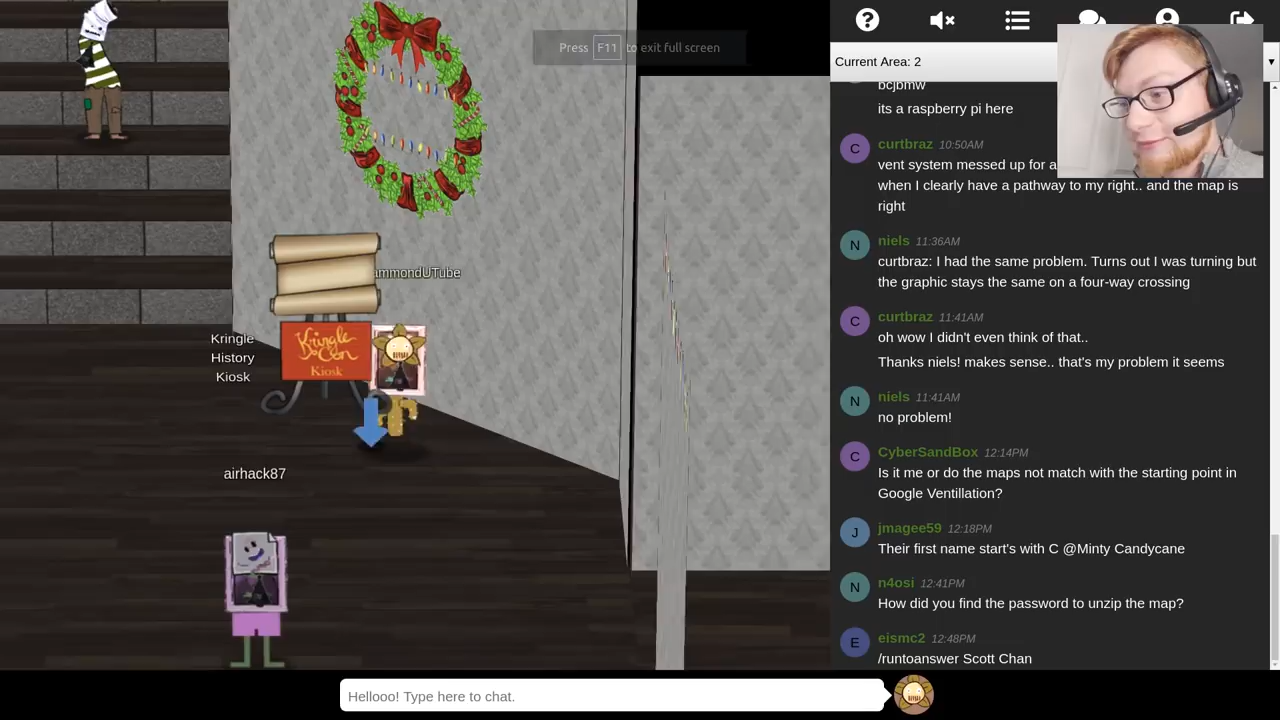 Press F11 to exit full screen
Current Area: 2
bcjbmw
its a raspberry pi here
C
curtbraz 10:50AM
vent system messed up for a
when I clearly have a pathway to my right.. and the map is
right
N
niels 11:36AM
curtbraz: I had the same problem. Turns out I was turning but
the graphic stays the same on a four-way crossing
C
curtbraz 11:41AM
oh wow I didn't even think of that..
Thanks niels! makes sense.. that's my problem it seems
N
niels 11:41AM
no problem!
C
CyberSandBox 12:14PM
Is it me or do the maps not match with the starting point in
Google Ventillation?
J
jmagee59 12:18PM
Their first name start's with C @Minty Candycane
N
n4osi 12:41PM
How did you find the password to unzip the map?
E
eismc2 12:48PM
/runtoanswer Scott Chan
ammondUTube
Kringle
History
Kiosk
KringleCon
Kiosk
airhack87
Hellooo! Type here to chat.